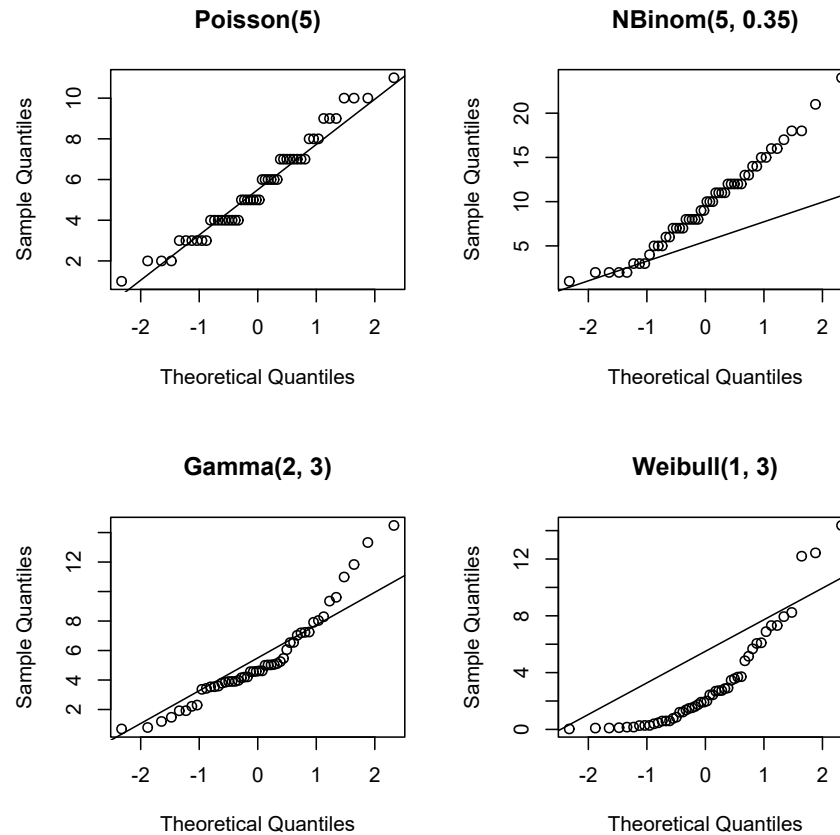 Poisson(5)
Sample Quantiles
10
8
6
4
2
-2 -1 0 1 2
Theoretical Quantiles
NBinom(5, 0.35)
Sample Quantiles
20
15
10
5
-2 -1 0 1 2
Theoretical Quantiles
Gamma(2, 3)
Sample Quantiles
12
8
6
4
2
-2 -1 0 1 2
Theoretical Quantiles
Weibull(1, 3)
Sample Quantiles
12
8
4
0
-2 -1 0 1 2
Theoretical Quantiles